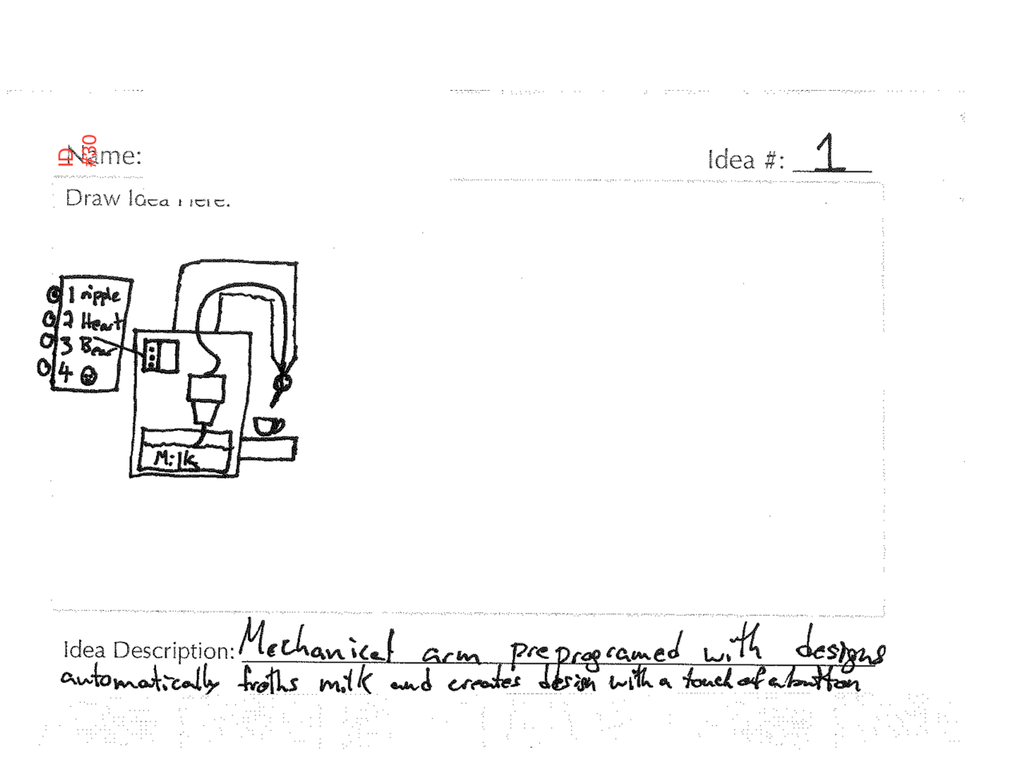 ID
#30
Name:
Idea #: 1
Draw Idea Here:
1 ripple
2 Heart
3 Bear
4
Milk
Idea Description: Mechanical arm preprogramed with designs
automatically froths milk and creates design with a touch of a button